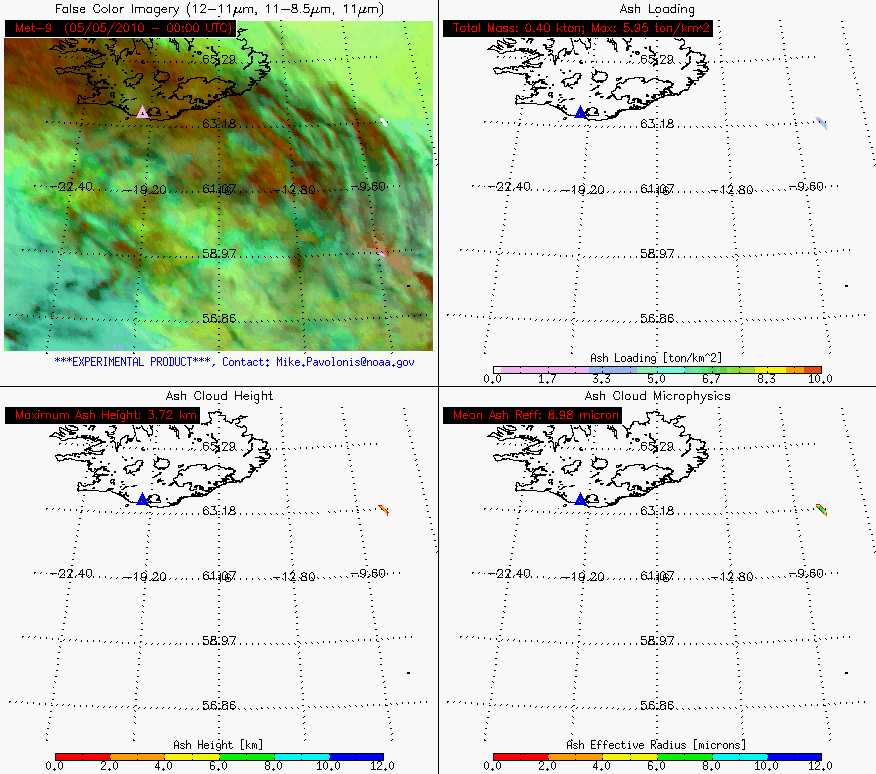 False Color Imagery (12-11μm, 11-8.5μm, 11μm)
Met-9 (05/05/2010 - 00:00 UTC)
65.29
63.18
-22.40
-19.20
61.07
-12.80
-9.60
58.97
56.86
***EXPERIMENTAL PRODUCT***, Contact: Mike.Pavolonis@noaa.gov
Ash Loading
Total Mass: 0.40 kton; Max: 5.95 ton/km^2
65.29
63.18
-22.40
-19.20
61.07
-12.80
-9.60
58.97
56.86
Ash Loading [ton/km^2]
0.0 1.7 3.3 5.0 6.7 8.3 10.0
Ash Cloud Height
Maximum Ash Height: 3.72 km
65.29
63.18
-22.40
-19.20
61.07
-12.80
-9.60
58.97
56.86
Ash Height [km]
0.0 2.0 4.0 6.0 8.0 10.0 12.0
Ash Cloud Microphysics
Mean Ash Reff: 8.98 micron
65.29
63.18
-22.40
-19.20
61.07
-12.80
-9.60
58.97
56.86
Ash Effective Radius [microns]
0.0 2.0 4.0 6.0 8.0 10.0 12.0